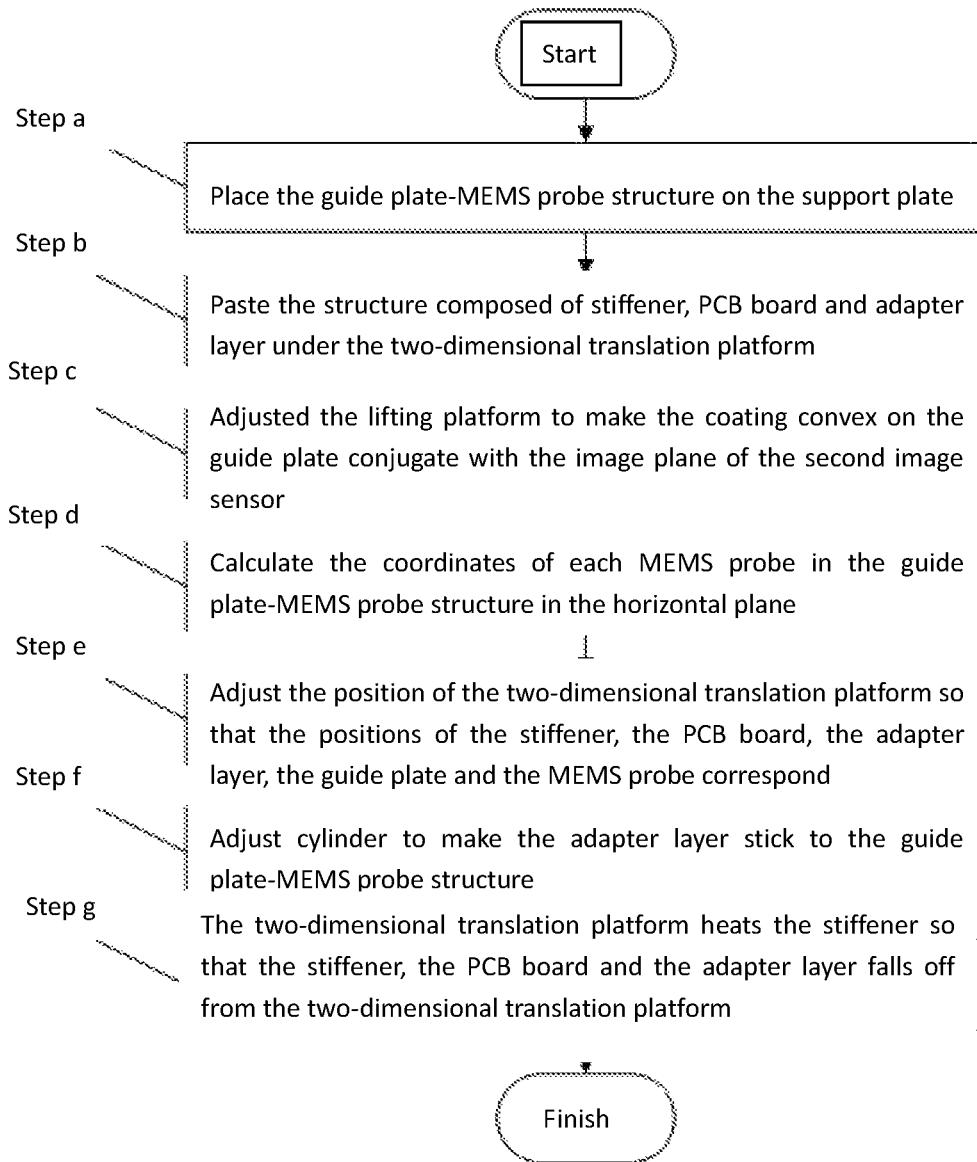 Start
Step a
Place the guide plate-MEMS probe structure on the support plate
Step b
Paste the structure composed of stiffener, PCB board and adapter
layer under the two-dimensional translation platform
Step c
Adjusted the lifting platform to make the coating convex on the
guide plate conjugate with the image plane of the second image
sensor
Step d
Calculate the coordinates of each MEMS probe in the guide
plate-MEMS probe structure in the horizontal plane
Step e
Adjust the position of the two-dimensional translation platform so
that the positions of the stiffener, the PCB board, the adapter
layer, the guide plate and the MEMS probe correspond
Step f
Adjust cylinder to make the adapter layer stick to the guide
plate-MEMS probe structure
Step g
The two-dimensional translation platform heats the stiffener so
that the stiffener, the PCB board and the adapter layer falls off
from the two-dimensional translation platform
Finish